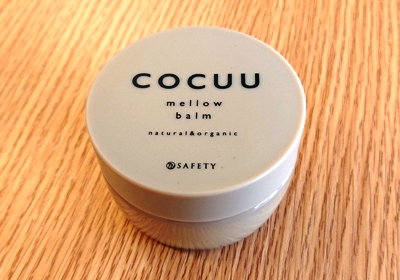 COCUU
mellow
balm
natural&organic
SAFETY